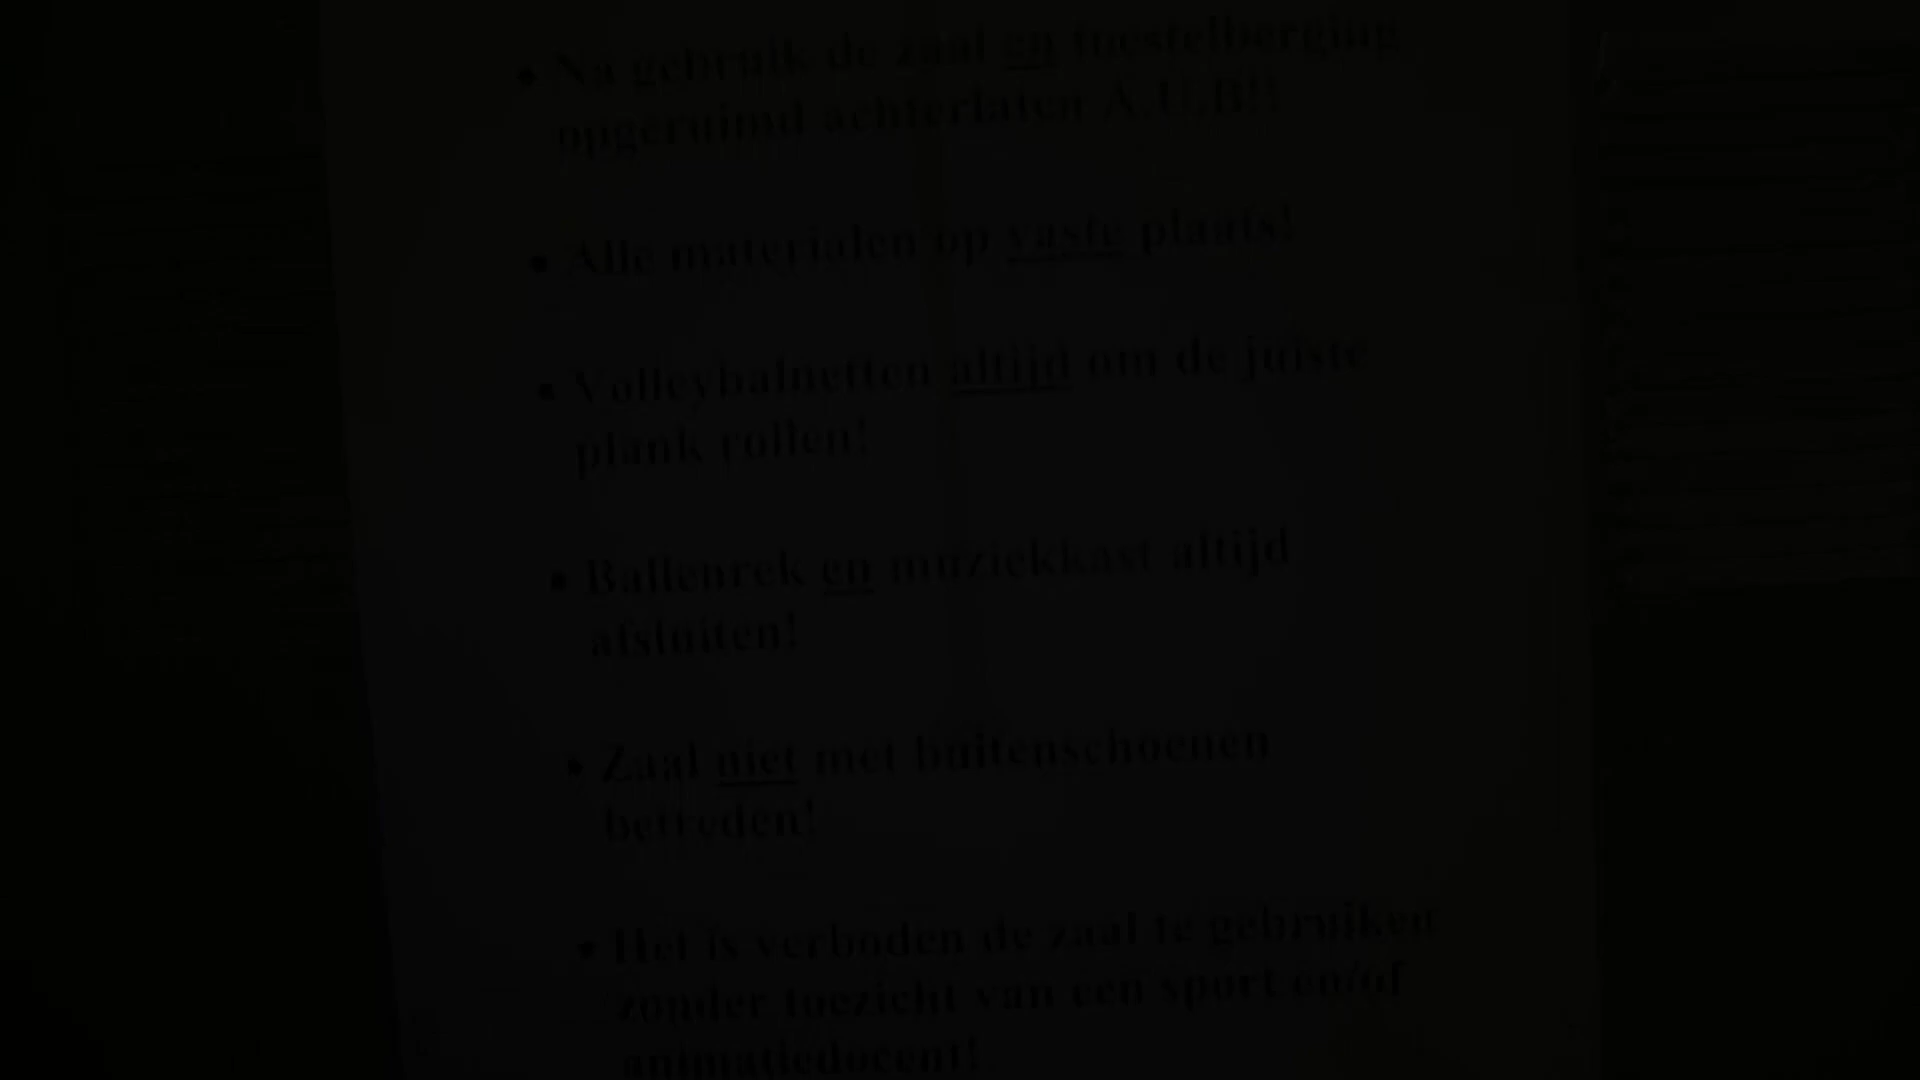 • Na gebruik de zaal en toestelberging
opgeruimd achterlaten A.U.B!!
• Alle materialen op vaste plaats!
• Volleybalnetten altijd om de juiste
plank rollen!
• Ballenrek en muziekkast altijd
afsluiten!
• Zaal niet met buitenschoenen
betreden!
• Het is verboden de zaal te gebruiken
zonder toezicht van een sport en/of
animatiedocent!